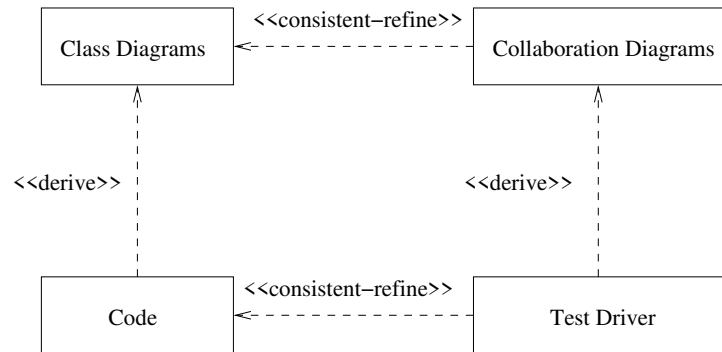 <<consistent−refine>>
Class Diagrams
Collaboration Diagrams
<<derive>>
<<derive>>
<<consistent−refine>>
Code
Test Driver